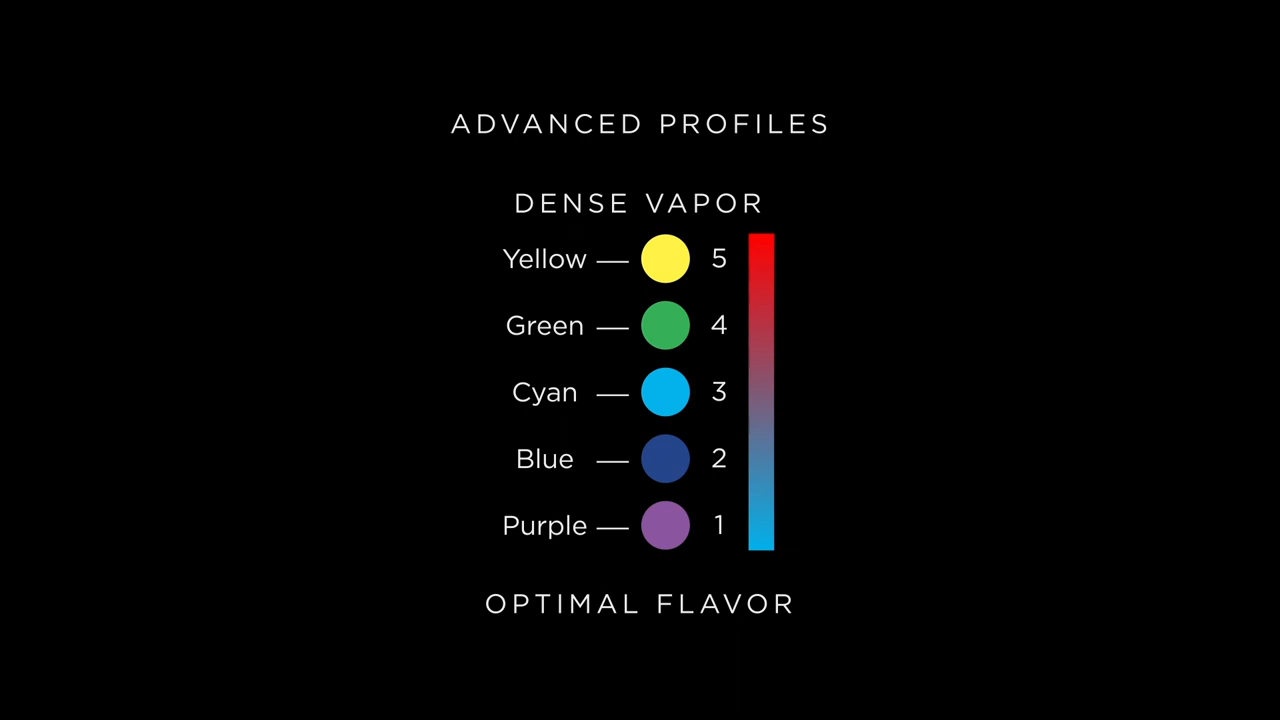 ADVANCED PROFILES
DENSE VAPOR
Yellow — 5
Green — 4
Cyan — 3
Blue — 2
Purple — 1
OPTIMAL FLAVOR